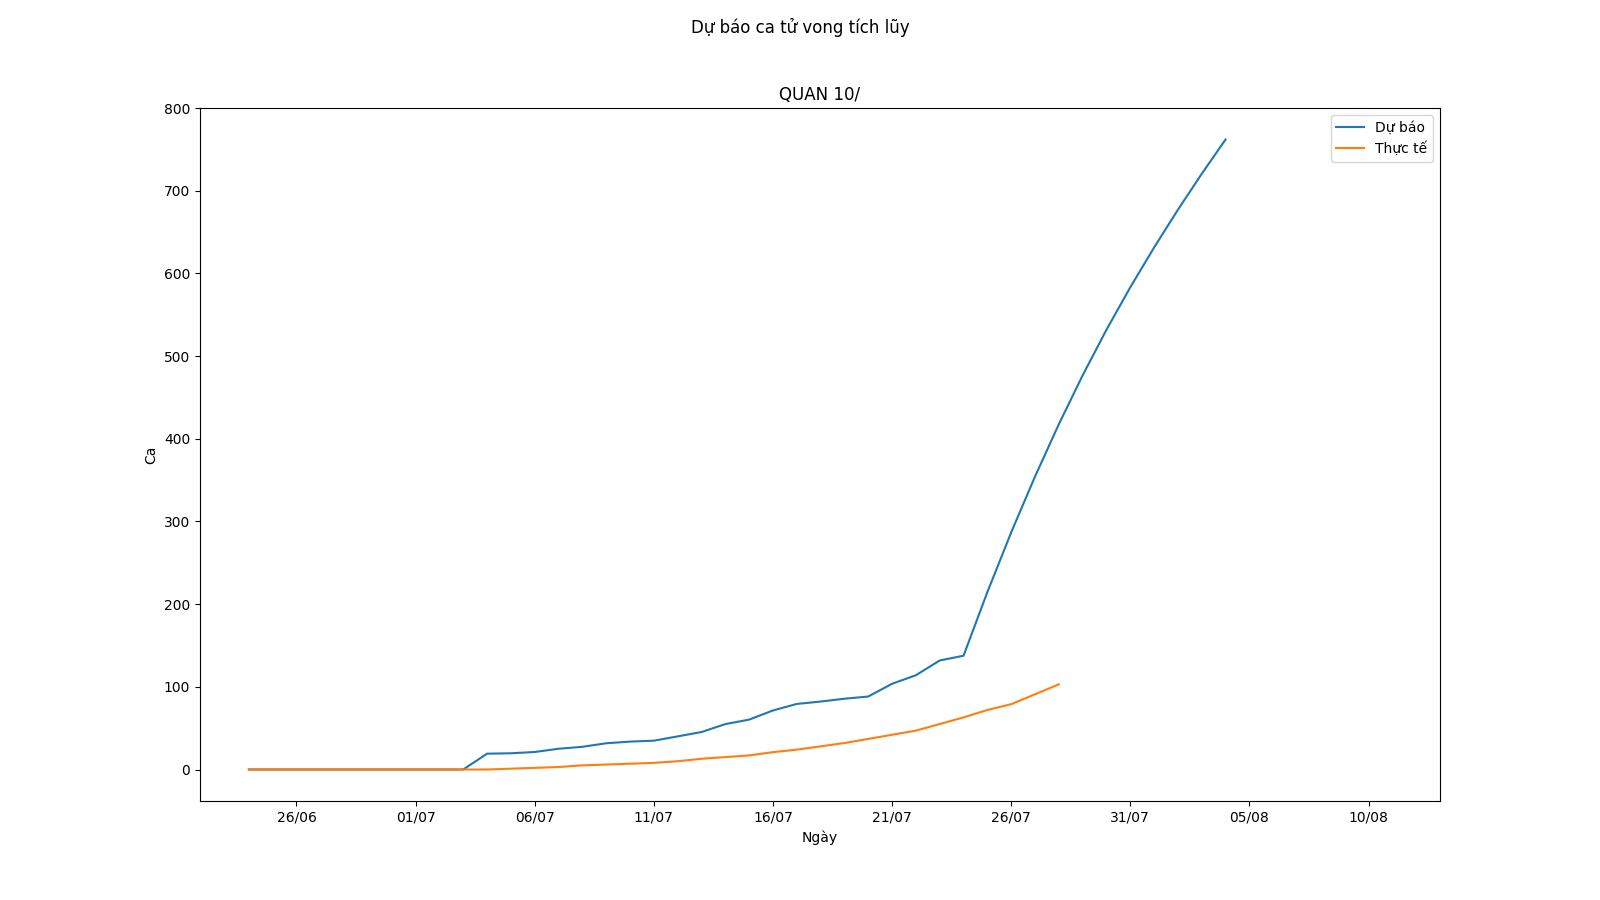 Dự báo ca tử vong tích lũy
QUAN 10/
800
700
600
500
400
300
200
100
0
Ca
Dự báo
Thực tế
26/06 01/07 06/07 11/07 16/07 21/07 26/07 31/07 05/08 10/08
Ngày